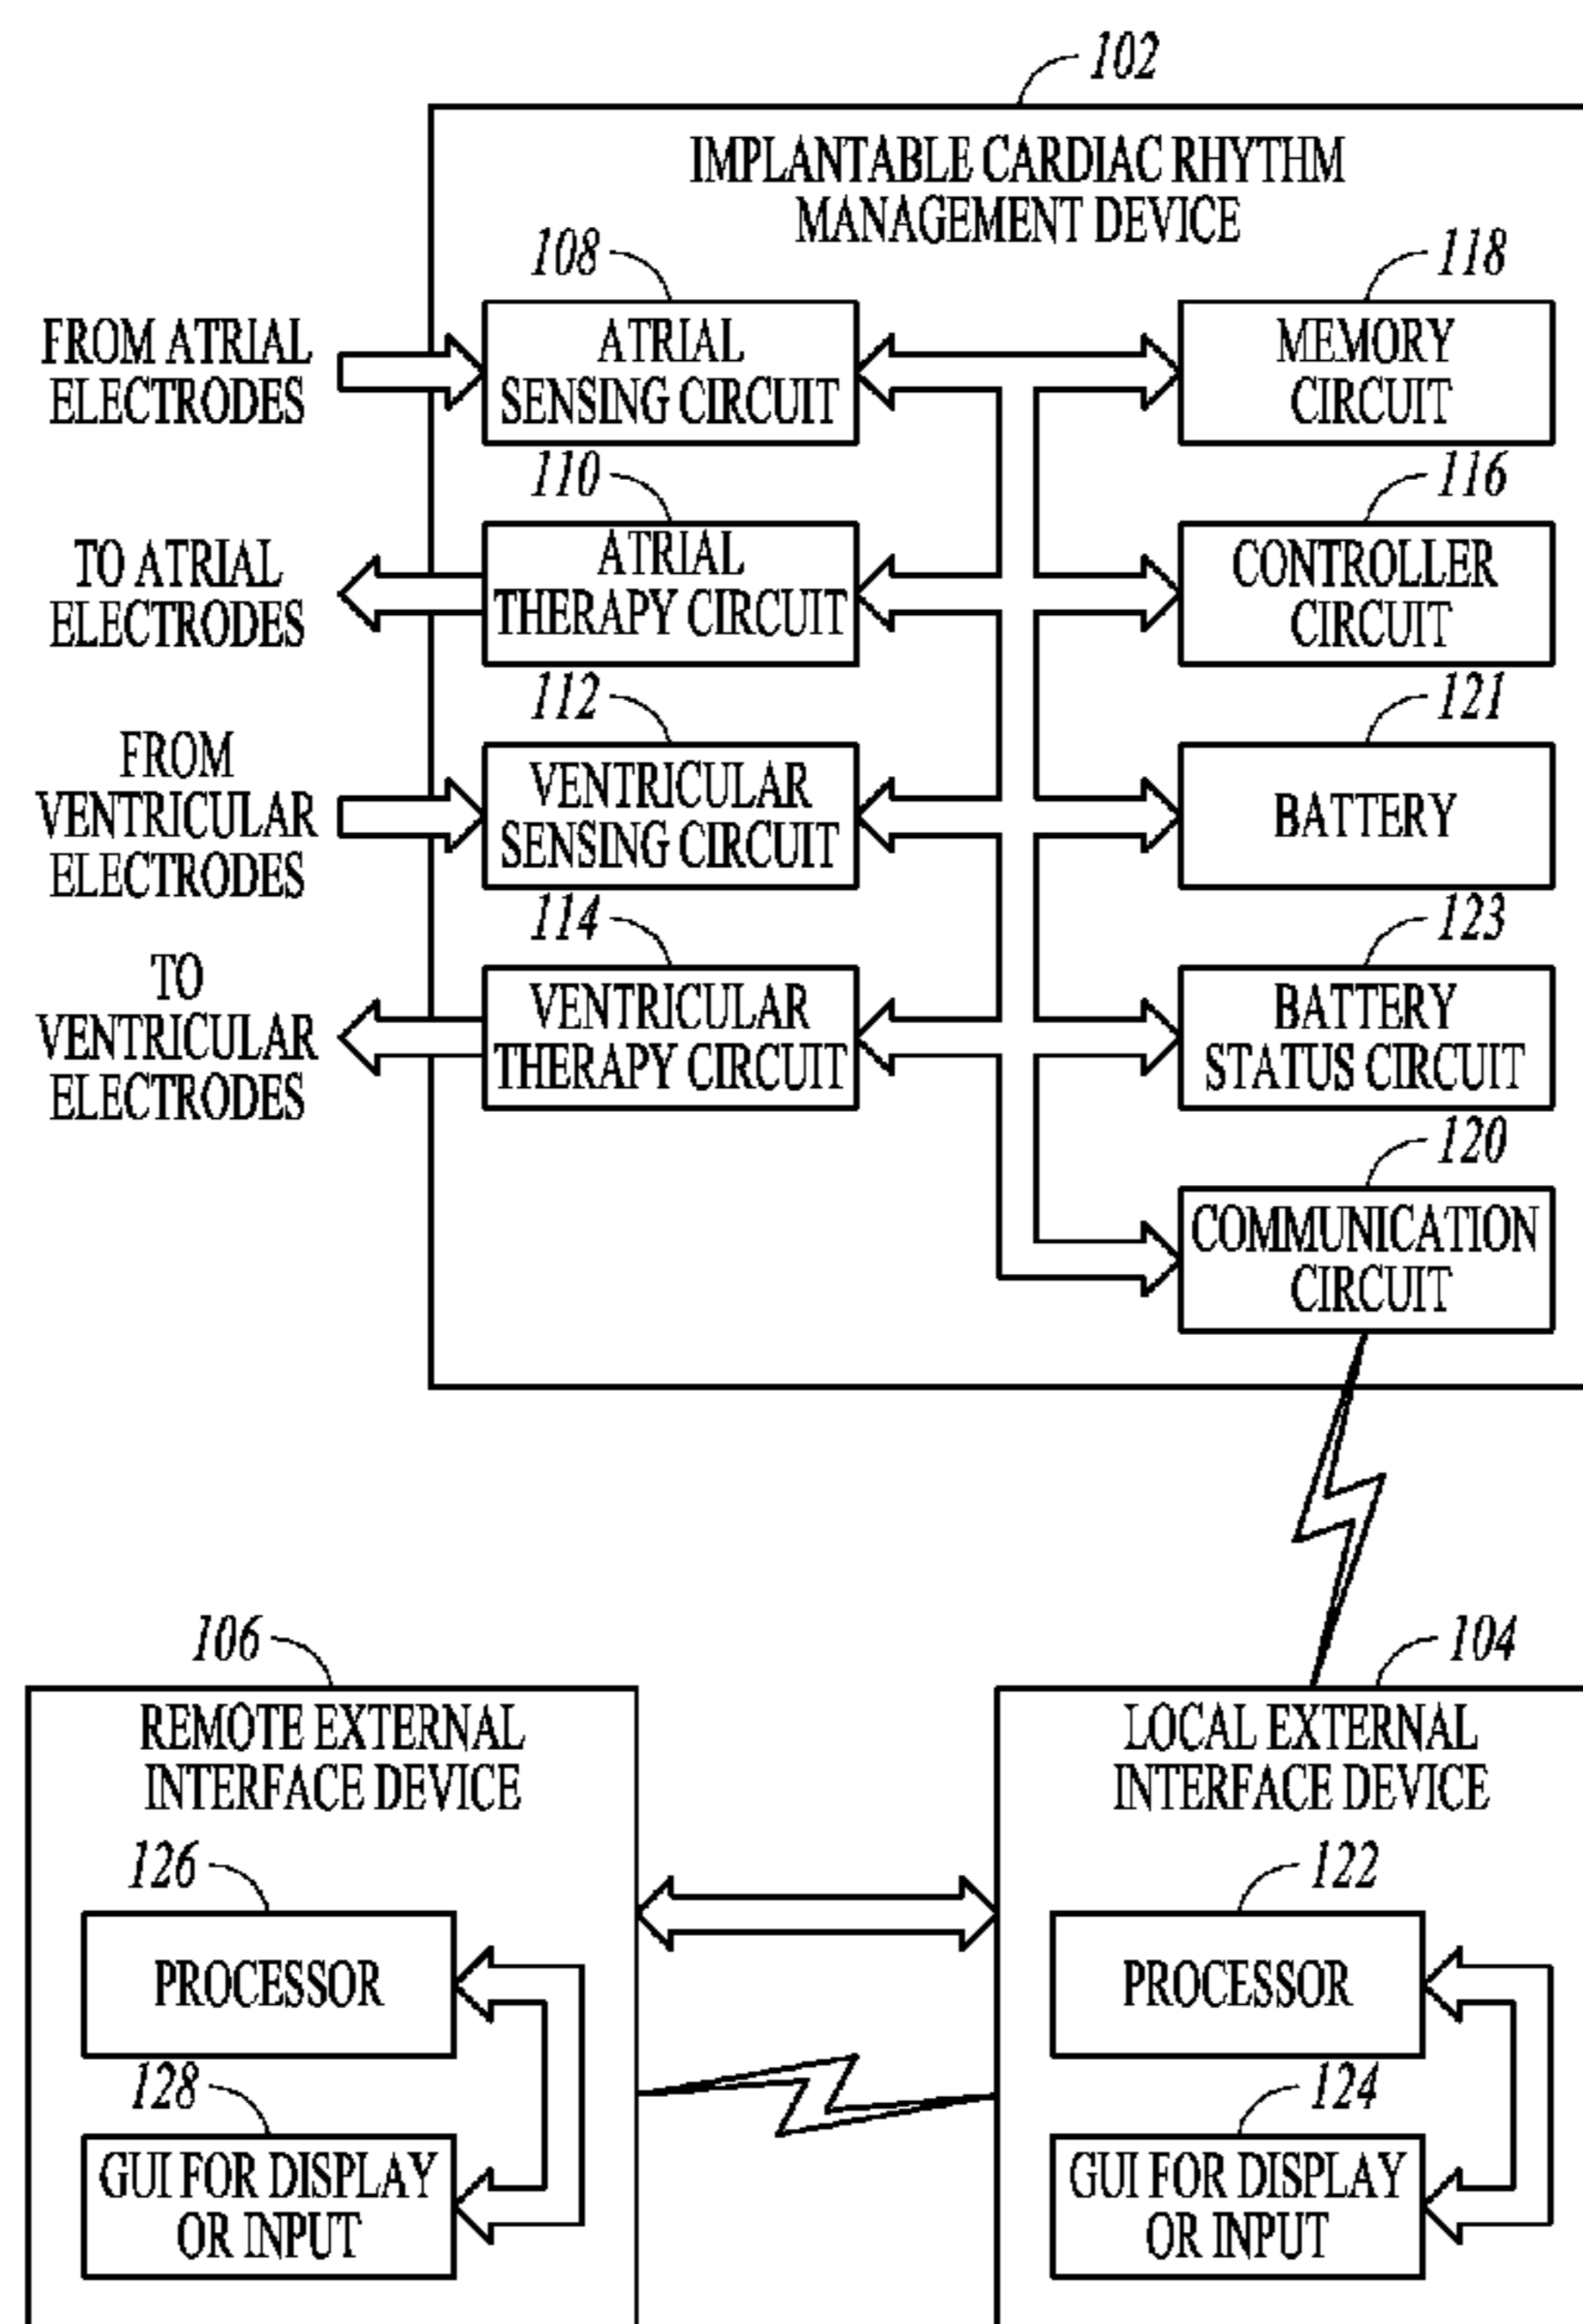 102
IMPLANTABLE CARDIAC RHYTHM
MANAGEMENT DEVICE
108
118
FROM ATRIAL
ELECTRODES
ATRIAL
SENSING CIRCUIT
MEMORY
CIRCUIT
110
116
TO ATRIAL
ELECTRODES
ATRIAL
THERAPY CIRCUIT
CONTROLLER
CIRCUIT
112
121
FROM
VENTRICULAR
ELECTRODES
VENTRICULAR
SENSING CIRCUIT
BATTERY
114
123
TO
VENTRICULAR
ELECTRODES
VENTRICULAR
THERAPY CIRCUIT
BATTERY
STATUS CIRCUIT
120
COMMUNICATION
CIRCUIT
106
104
REMOTE EXTERNAL
INTERFACE DEVICE
LOCAL EXTERNAL
INTERFACE DEVICE
126
122
PROCESSOR
PROCESSOR
128
124
GUI FOR DISPLAY
OR INPUT
GUI FOR DISPLAY
OR INPUT